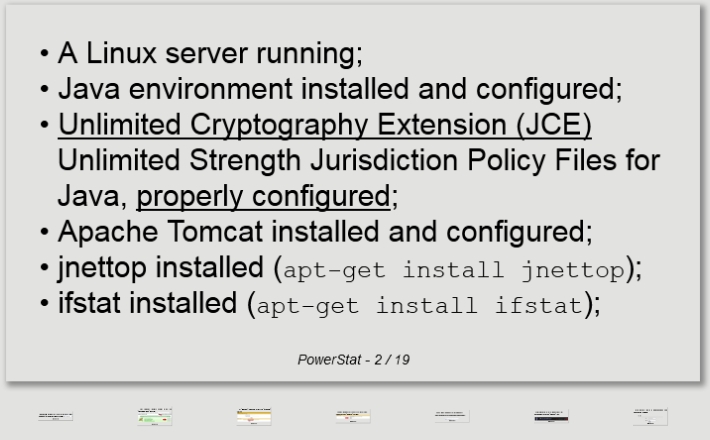 • A Linux server running;
• Java environment installed and configured;
• Unlimited Cryptography Extension (JCE)
Unlimited Strength Jurisdiction Policy Files for
Java, properly configured;
• Apache Tomcat installed and configured;
• jnettop installed (apt-get install jnettop);
• ifstat installed (apt-get install ifstat);
PowerStat - 2 / 19